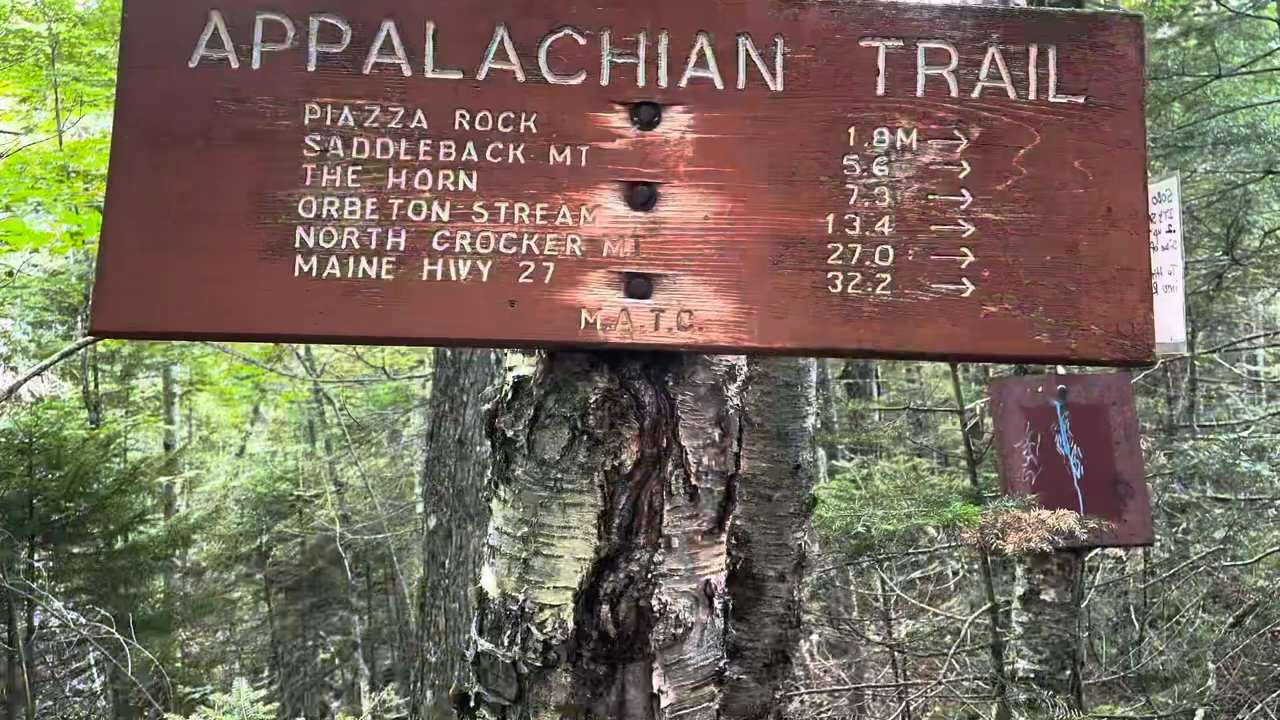 APPALACHIAN TRAIL
PIAZZA ROCK 1.8M →
SADDLEBACK MT 5.6 →
THE HORN 7.3 →
ORBETON STREAM 13.4 →
NORTH CROCKER MT 27.0 →
MAINE HWY 27 32.2 →
M.A.T.C.